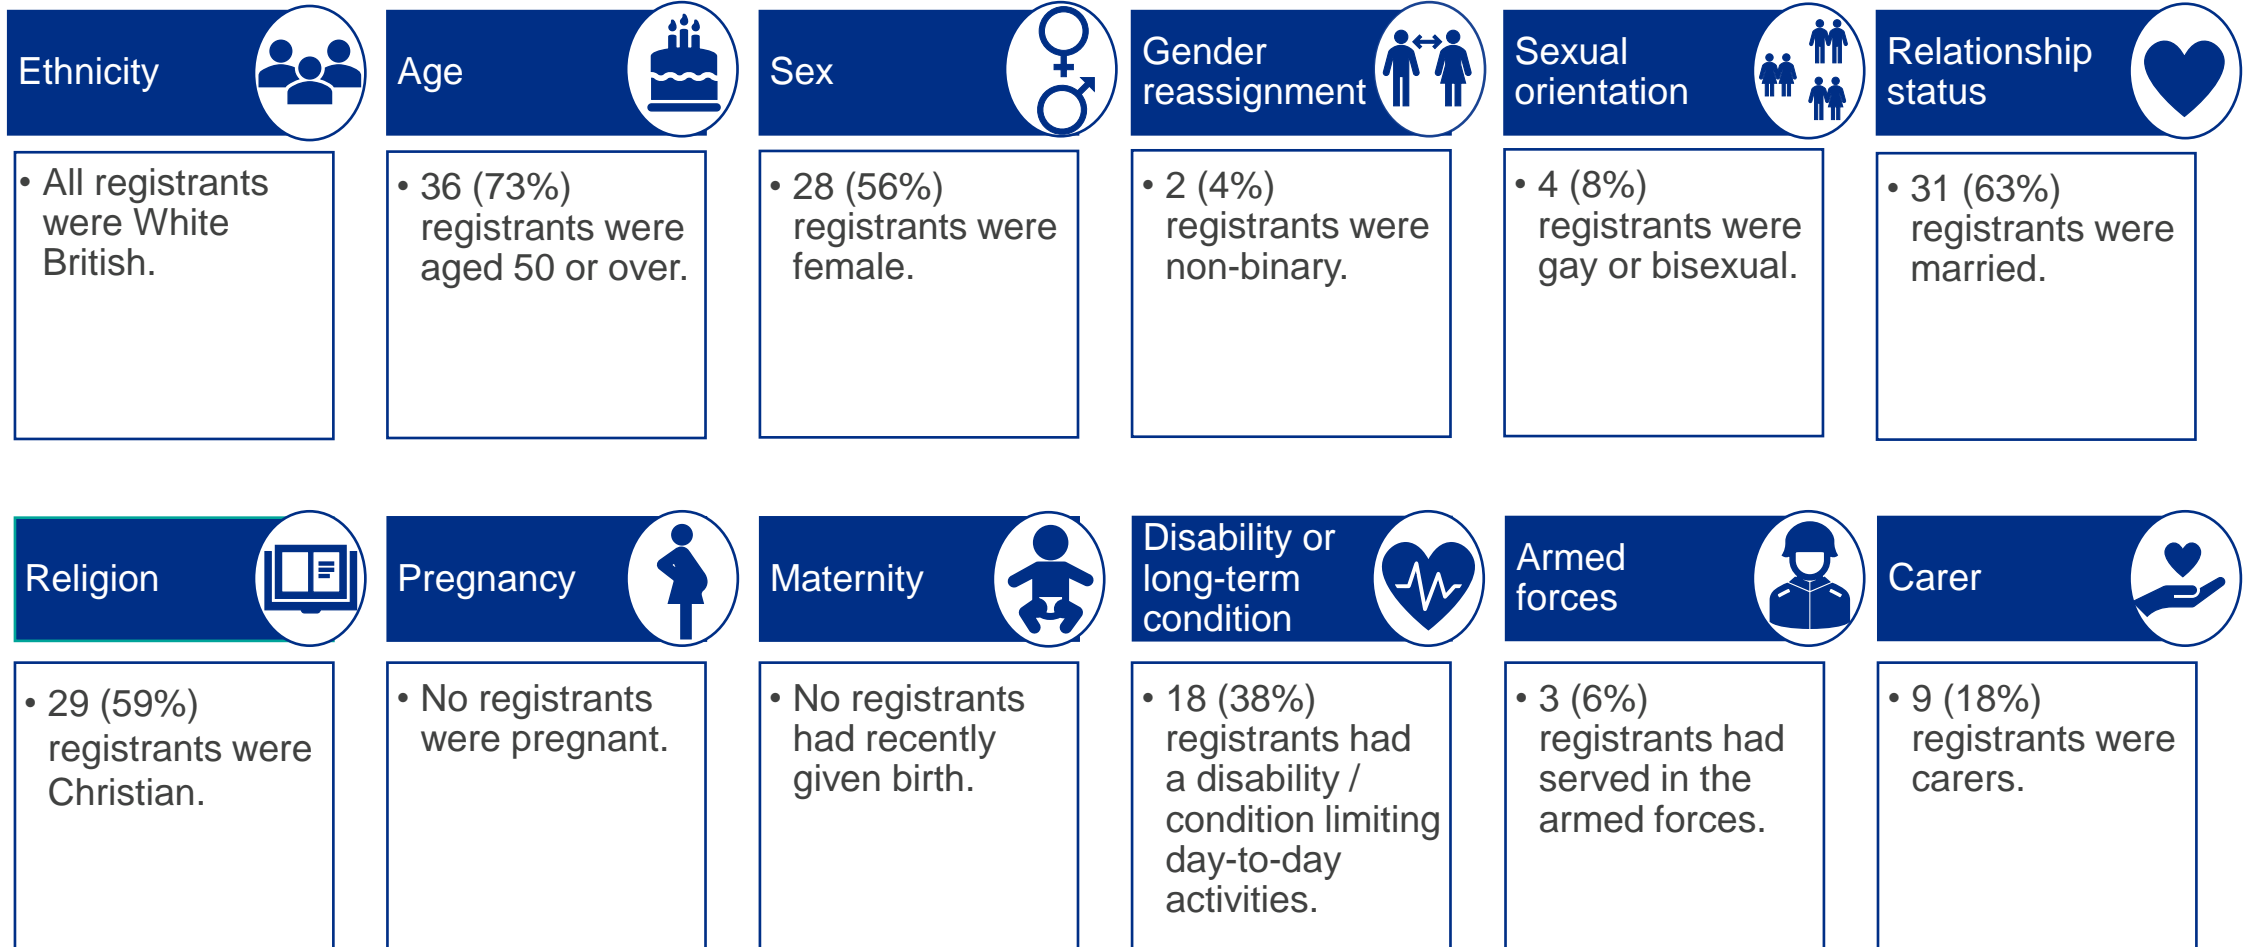 Ethnicity
• All registrants
were White
British.
Age
• 36 (73%)
registrants were
aged 50 or over.
Sex
• 28 (56%)
registrants were
female.
Gender
reassignment
• 2 (4%)
registrants were
non-binary.
Sexual
orientation
• 4 (8%)
registrants were
gay or bisexual.
Relationship
status
• 31 (63%)
registrants were
married.
Religion
• 29 (59%)
registrants were
Christian.
Pregnancy
• No registrants
were pregnant.
Maternity
• No registrants
had recently
given birth.
Disability or
long-term
condition
• 18 (38%)
registrants had
a disability /
condition limiting
day-to-day
activities.
Armed
forces
• 3 (6%)
registrants had
served in the
armed forces.
Carer
• 9 (18%)
registrants were
carers.